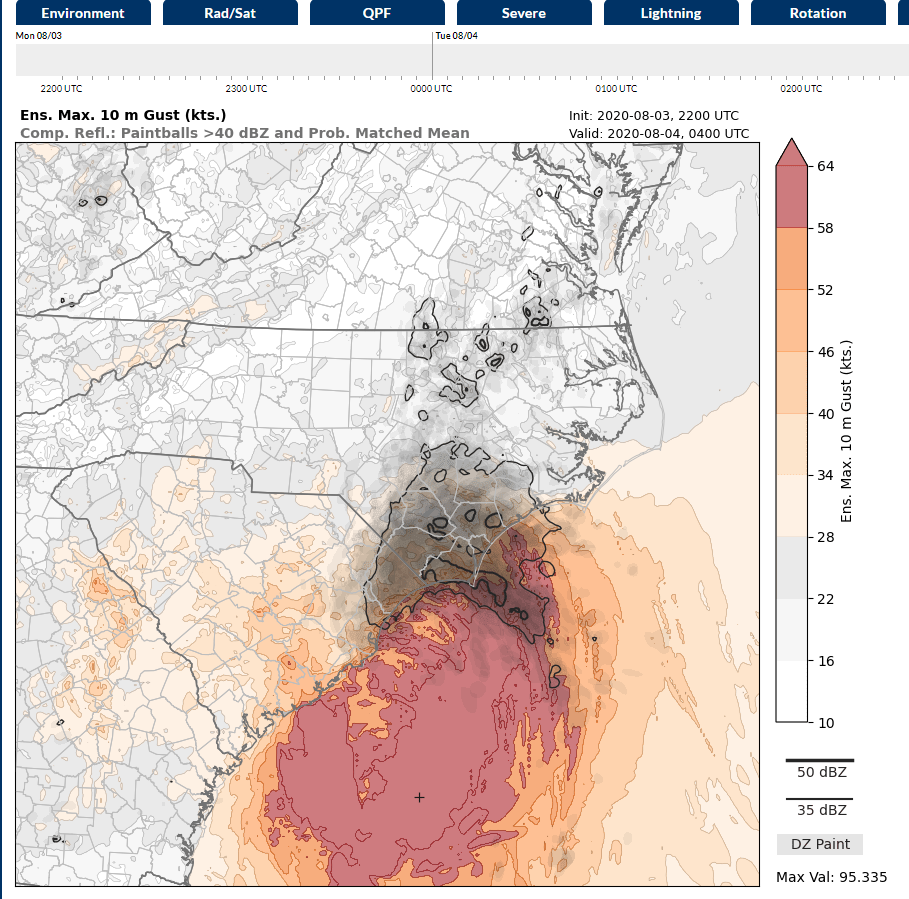 Environment Rad/Sat QPF Severe Lightning Rotation
Mon 08/03 Tue 08/04
2200 UTC 2300 UTC 0000 UTC 0100 UTC 0200 UTC
Ens. Max. 10 m Gust (kts.) Init: 2020-08-03, 2200 UTC
Comp. Refl.: Paintballs >40 dBZ and Prob. Matched Mean Valid: 2020-08-04, 0400 UTC
64
58
52
46
40
34
28
22
16
10
Ens. Max. 10 m Gust (kts.)
50 dBZ
35 dBZ
DZ Paint
Max Val: 95.335